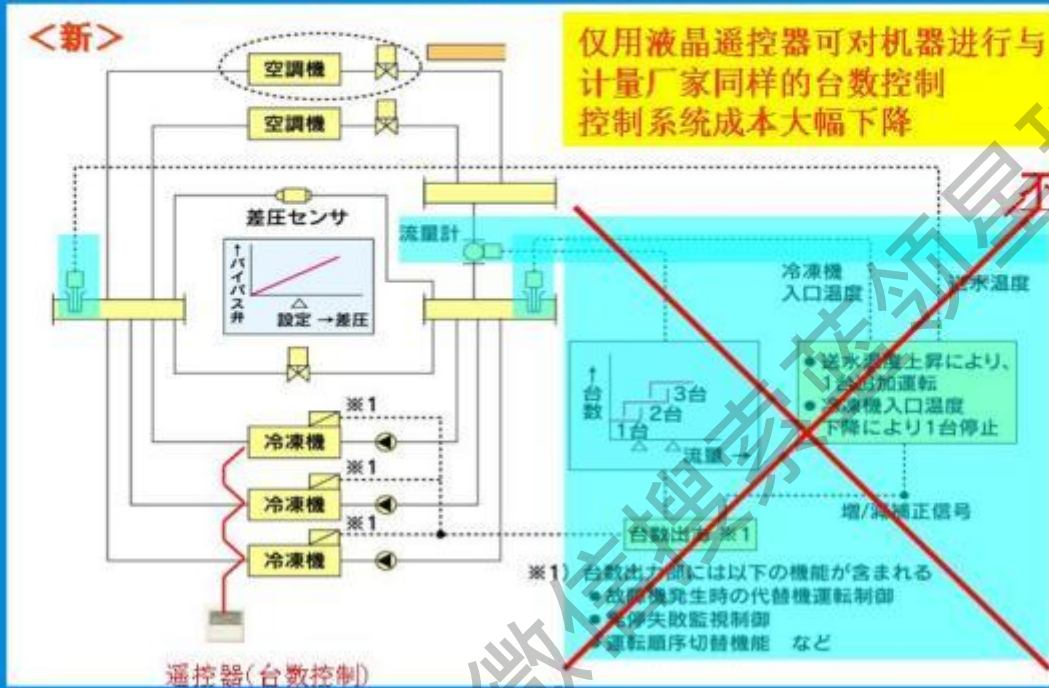 ＜新＞
仅用液晶遥控器可对机器进行与
计量厂家同样的台数控制
控制系统成本大幅下降
空調機
空調機
差圧センサ
流量計
↑バイパス弁
設定 →差圧
冷凍機
入口温度
送水温度
●送水温度上昇により、
1台追加運転
●冷凍機入口温度
下降により1台停止
↑台数
1台
2台
3台
流量 →
※1
冷凍機
※1
冷凍機
※1
冷凍機
増/減補正信号
台数出力 ※1
※1） 台数出力部には以下の機能が含まれる
●故障機発生時の代替機運転制御
●発停失敗監視制御
●運転順序切替機能 など
遥控器(台数控制)
微信搜索蓝领星